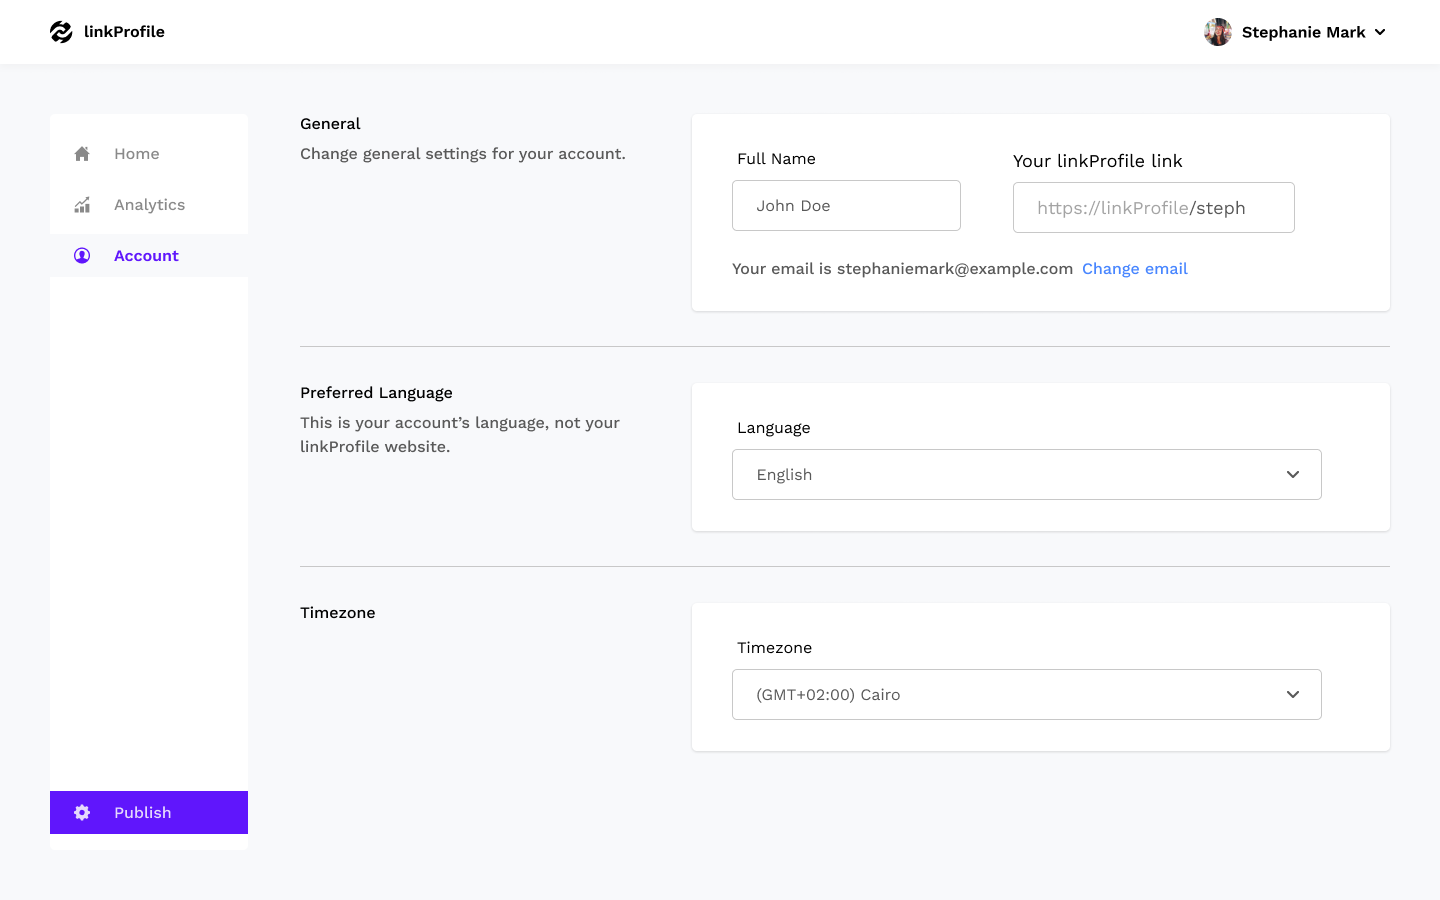 linkProfile
Stephanie Mark
Home
Analytics
Account
Publish
General
Change general settings for your account.
Full Name
John Doe
Your linkProfile link
https://linkProfile/steph
Your email is stephaniemark@example.com Change email
Preferred Language
This is your account’s language, not your
linkProfile website.
Language
English
Timezone
Timezone
(GMT+02:00) Cairo